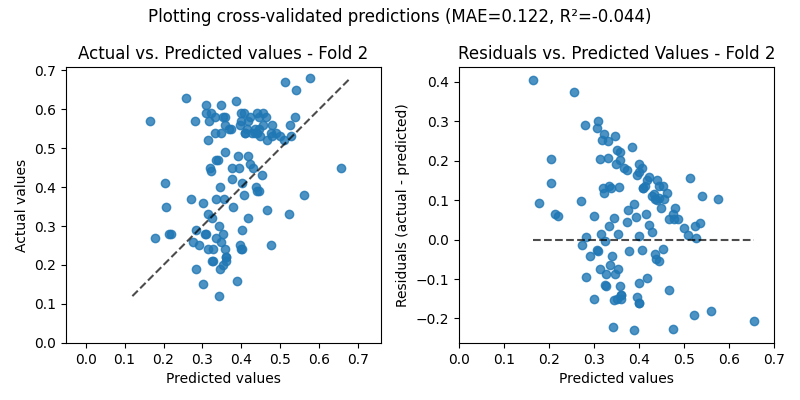 Plotting cross-validated predictions (MAE=0.122, R²=-0.044)
Actual vs. Predicted values - Fold 2
Actual values
0.7
0.6
0.5
0.4
0.3
0.2
0.1
0.0
0.0 0.1 0.2 0.3 0.4 0.5 0.6 0.7
Predicted values
Residuals vs. Predicted Values - Fold 2
Residuals (actual - predicted)
0.4
0.3
0.2
0.1
0.0
−0.1
−0.2
0.0 0.1 0.2 0.3 0.4 0.5 0.6 0.7
Predicted values